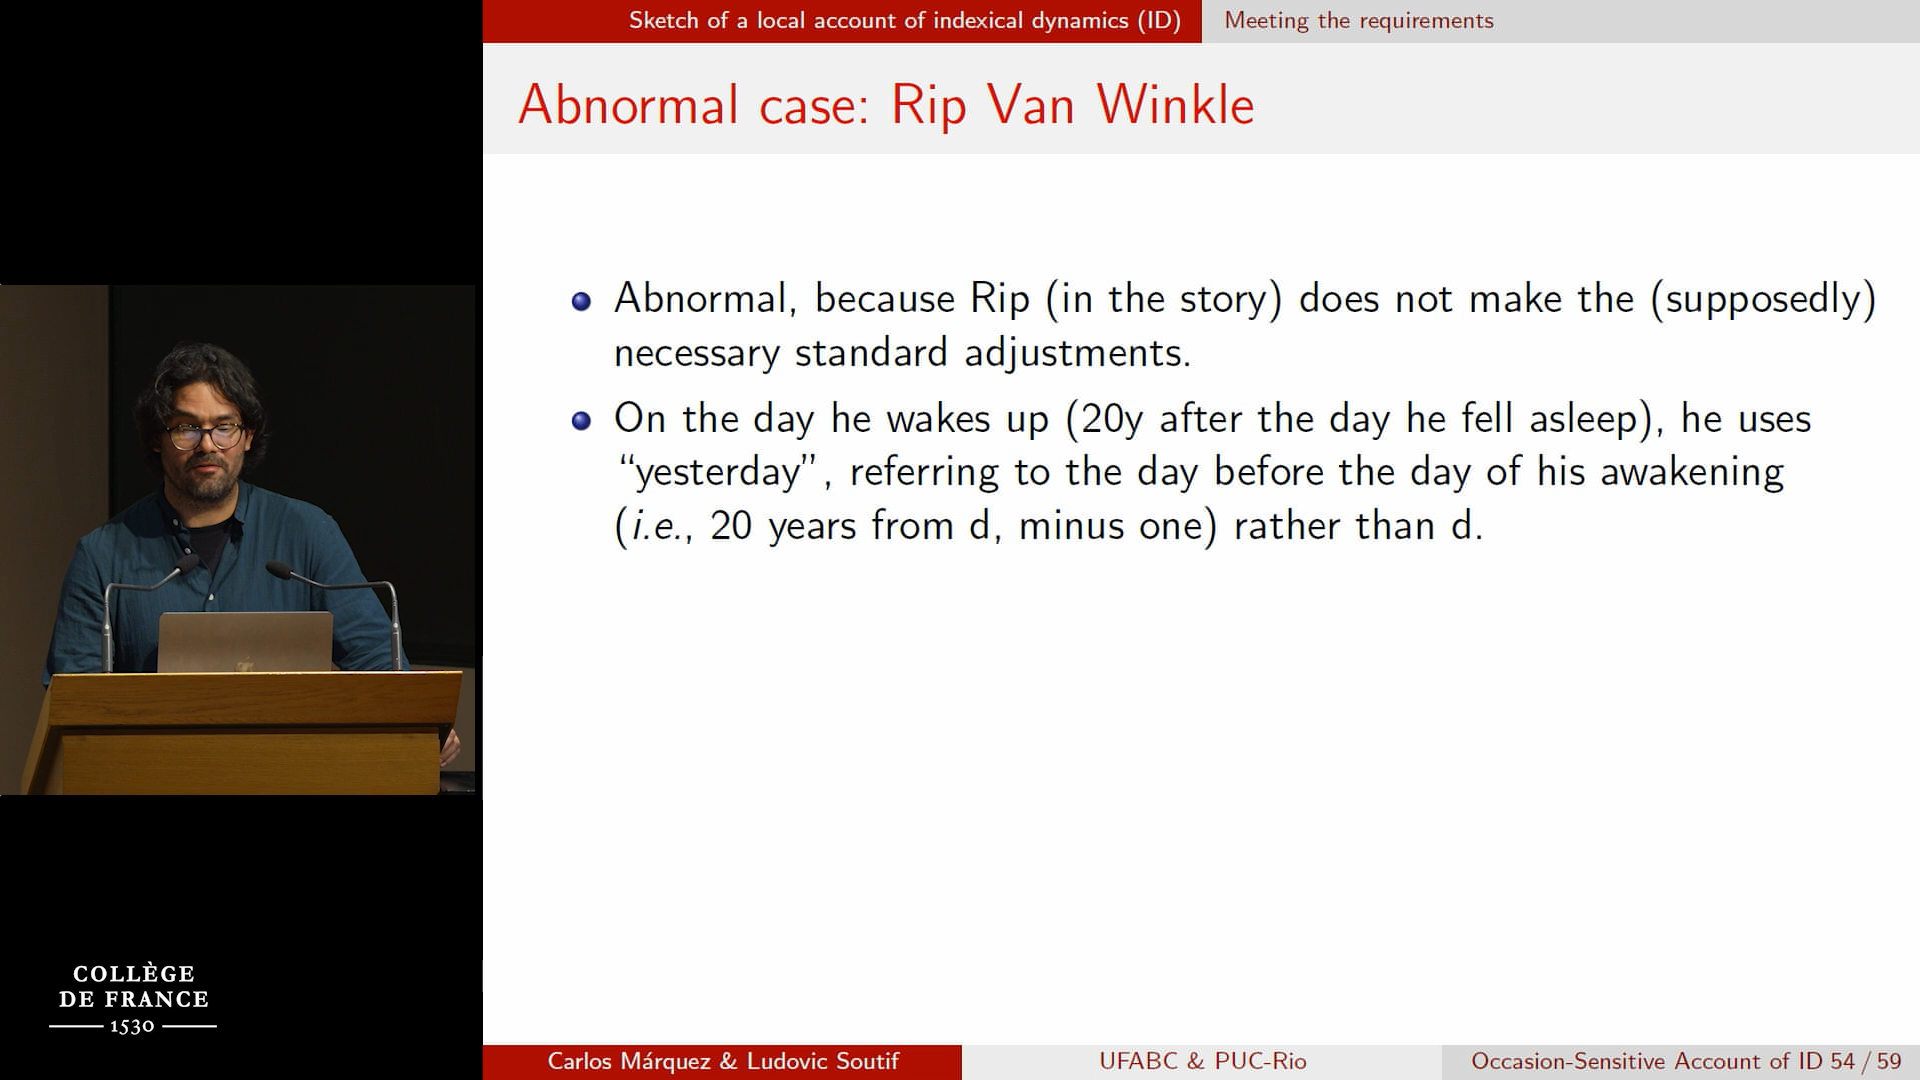 Sketch of a local account of indexical dynamics (ID)
Meeting the requirements
Abnormal case: Rip Van Winkle
Abnormal, because Rip (in the story) does not make the (supposedly)
necessary standard adjustments.
On the day he wakes up (20y after the day he fell asleep), he uses
“yesterday”, referring to the day before the day of his awakening
(i.e., 20 years from d, minus one) rather than d.
COLLÈGE
DE FRANCE
1530
Carlos Márquez & Ludovic Soutif
UFABC & PUC-Rio
Occasion-Sensitive Account of ID 54 / 59